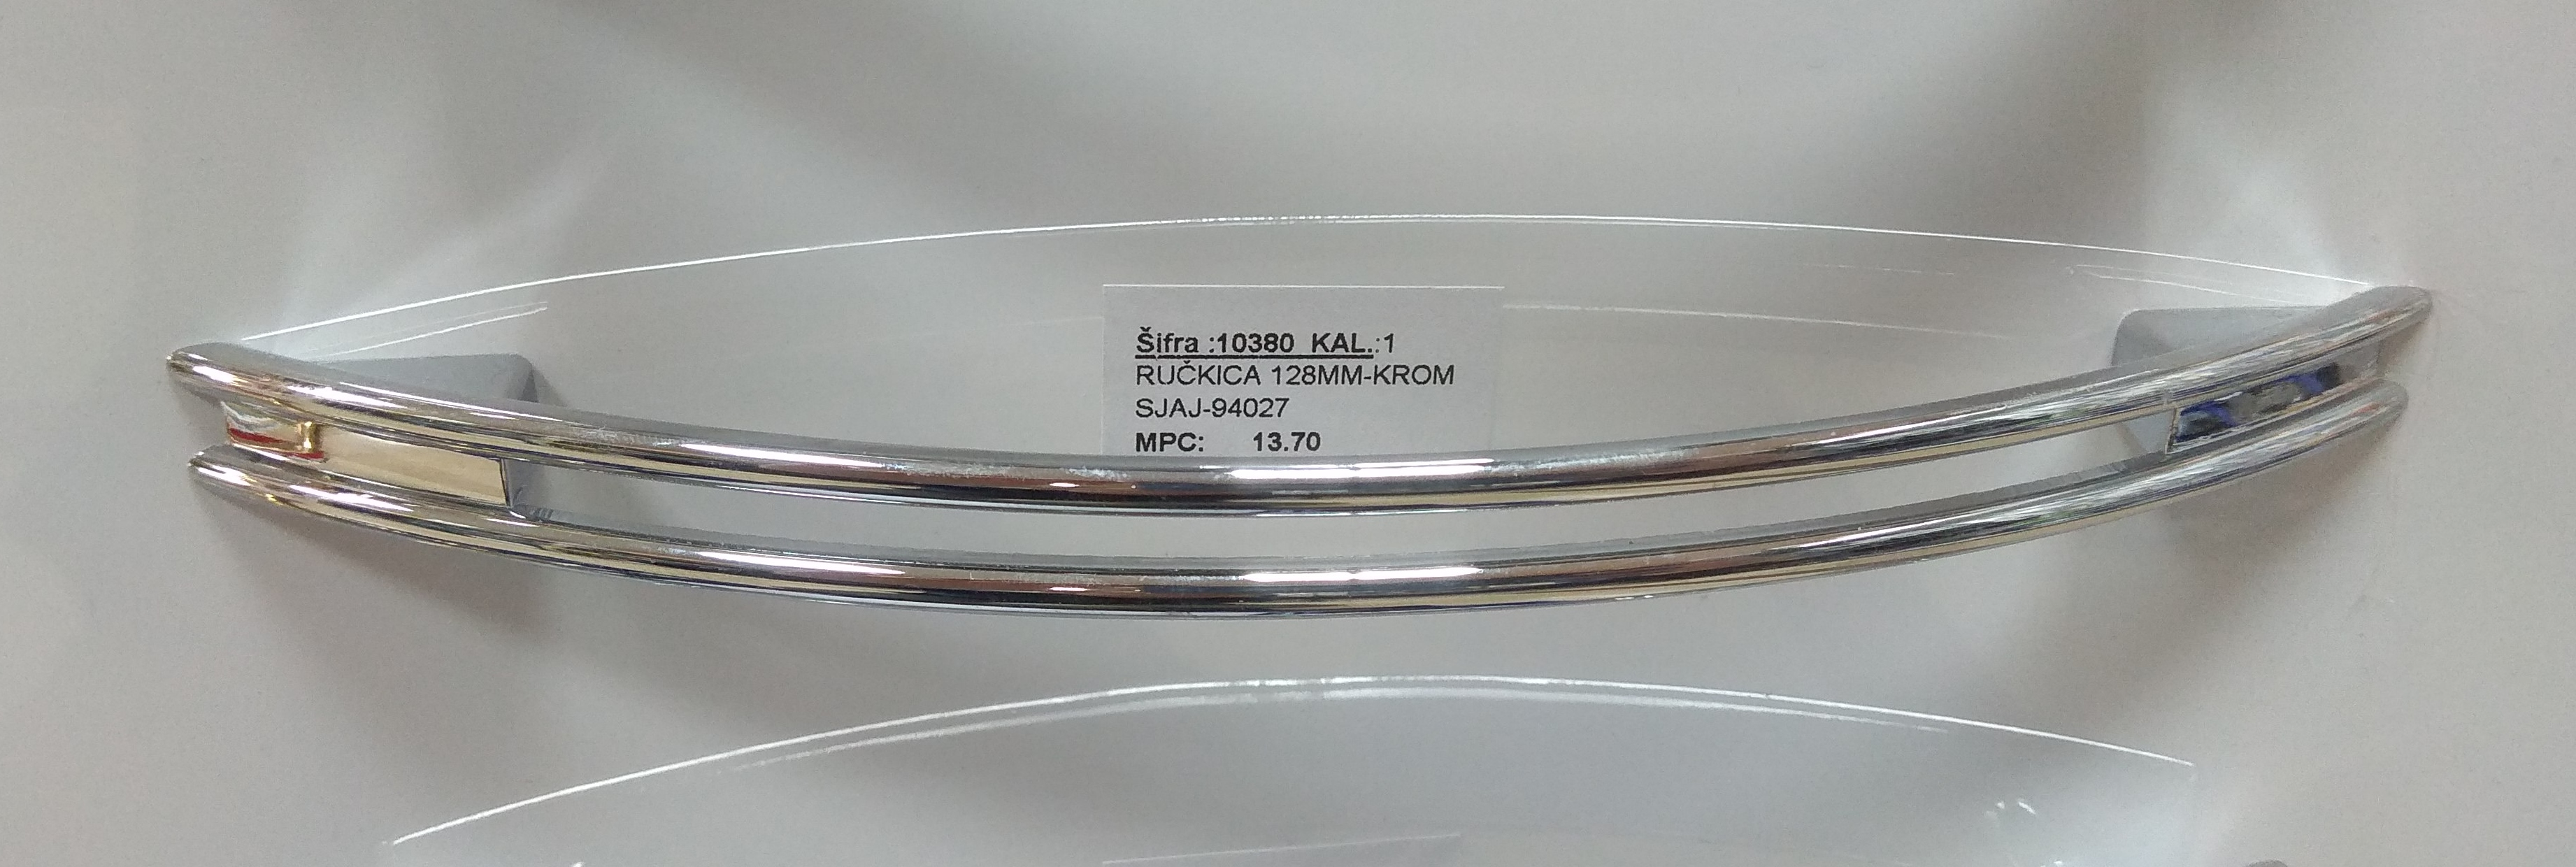 Šifra :10380 KAL.:1
RUČKICA 128MM-KROM
SJAJ-94027
MPC: 13.70